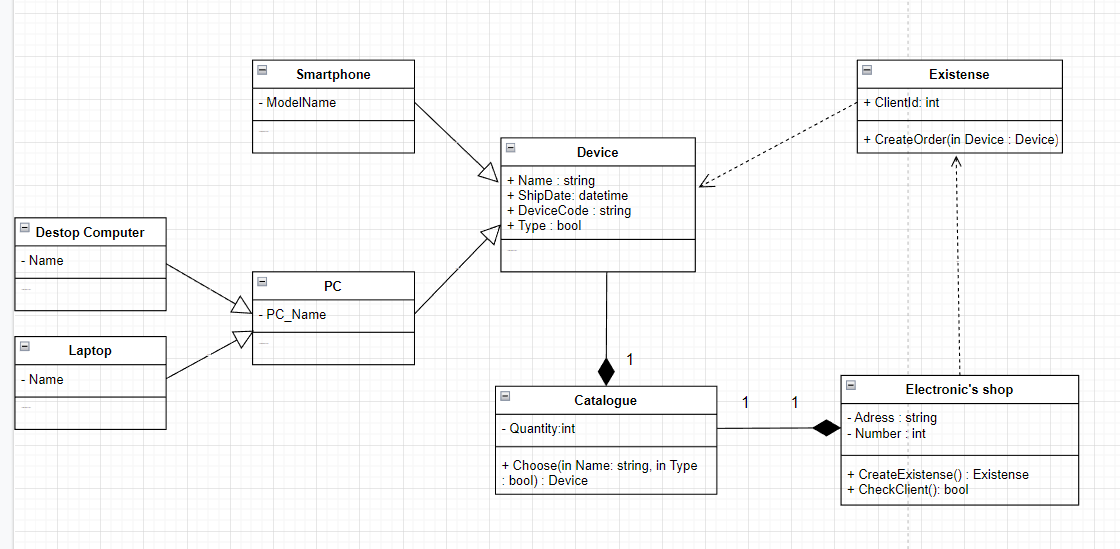 Smartphone
- ModelName
Existense
+ ClientId: int
+ CreateOrder(in Device : Device)
Device
+ Name : string
+ ShipDate: datetime
+ DeviceCode : string
+ Type : bool
Destop Computer
- Name
PC
- PC_Name
Laptop
- Name
1
Catalogue
- Quantity:int
+ Choose(in Name: string, in Type
: bool) : Device
1
1
Electronic's shop
- Adress : string
- Number : int
+ CreateExistense() : Existense
+ CheckClient(): bool